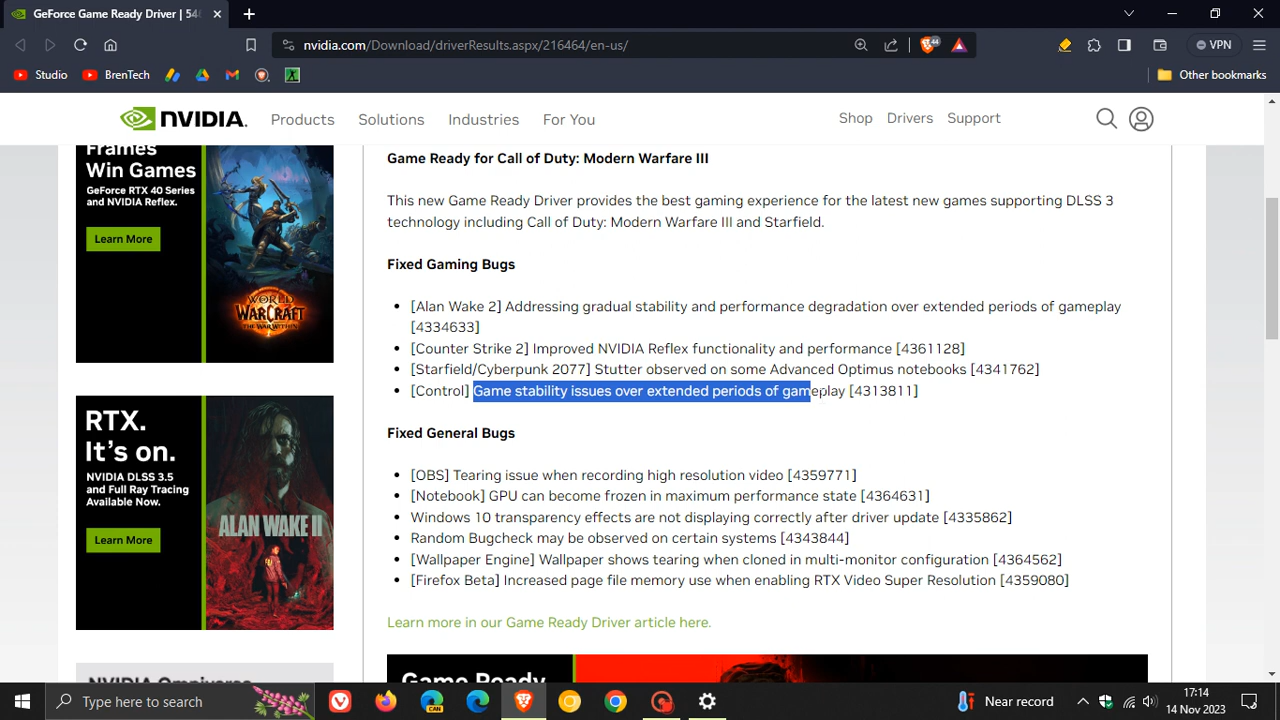 GeForce Game Ready Driver | 546
nvidia.com/Download/driverResults.aspx/216464/en-us/
44
VPN
Studio
BrenTech
Other bookmarks
NVIDIA.
Products
Solutions
Industries
For You
Shop
Drivers
Support
Frames
Win Games
GeForce RTX 40 Series
and NVIDIA Reflex.
Learn More
WORLD
WARCRAFT
THE WAR WITHIN
RTX.
It's on.
NVIDIA DLSS 3.5
and Full Ray Tracing
Available Now.
ALAN WAKE II
Learn More
NVIDIA Omniverse
Game Ready for Call of Duty: Modern Warfare III
This new Game Ready Driver provides the best gaming experience for the latest new games supporting DLSS 3
technology including Call of Duty: Modern Warfare III and Starfield.
Fixed Gaming Bugs
• [Alan Wake 2] Addressing gradual stability and performance degradation over extended periods of gameplay
[4334633]
• [Counter Strike 2] Improved NVIDIA Reflex functionality and performance [4361128]
• [Starfield/Cyberpunk 2077] Stutter observed on some Advanced Optimus notebooks [4341762]
• [Control] Game stability issues over extended periods of gameplay [4313811]
Fixed General Bugs
• [OBS] Tearing issue when recording high resolution video [4359771]
• [Notebook] GPU can become frozen in maximum performance state [4364631]
• Windows 10 transparency effects are not displaying correctly after driver update [4335862]
• Random Bugcheck may be observed on certain systems [4343844]
• [Wallpaper Engine] Wallpaper shows tearing when cloned in multi-monitor configuration [4364562]
• [Firefox Beta] Increased page file memory use when enabling RTX Video Super Resolution [4359080]
Learn more in our Game Ready Driver article here.
Game Ready
Type here to search
CAN
Near record
17:14
14 Nov 2023